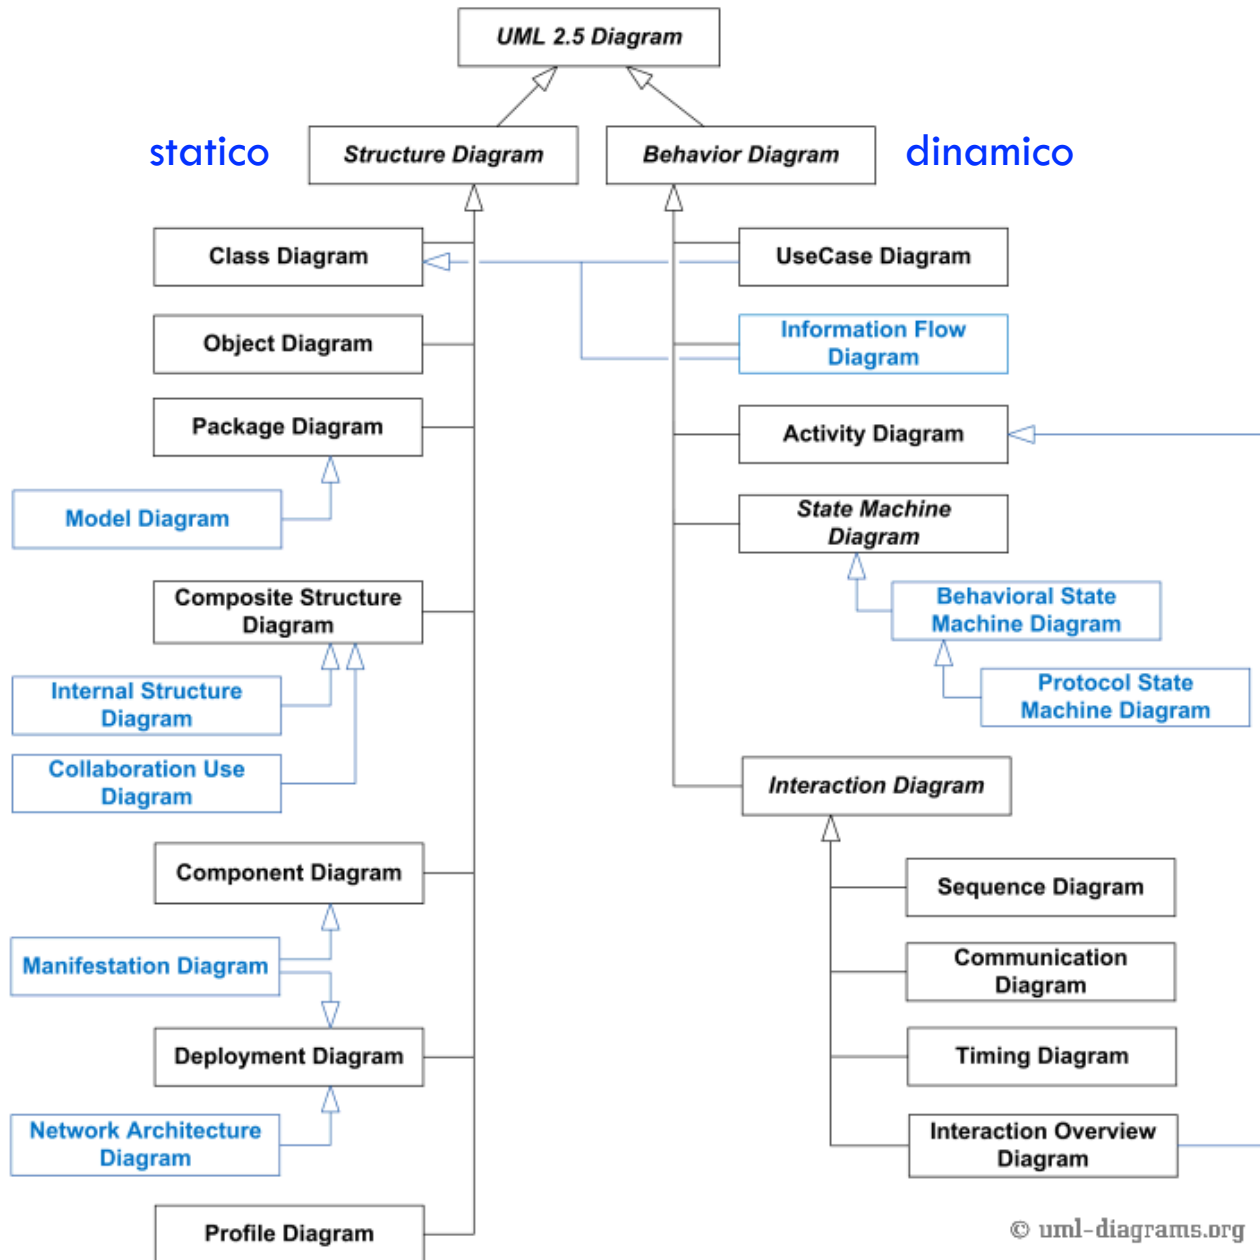 UML 2.5 Diagram
statico
Structure Diagram
Behavior Diagram
dinamico
Class Diagram
UseCase Diagram
Object Diagram
Information Flow
Diagram
Package Diagram
Activity Diagram
Model Diagram
State Machine
Diagram
Composite Structure
Diagram
Behavioral State
Machine Diagram
Internal Structure
Diagram
Protocol State
Machine Diagram
Collaboration Use
Diagram
Interaction Diagram
Component Diagram
Sequence Diagram
Manifestation Diagram
Communication
Diagram
Deployment Diagram
Timing Diagram
Network Architecture
Diagram
Interaction Overview
Diagram
Profile Diagram
© uml-diagrams.org